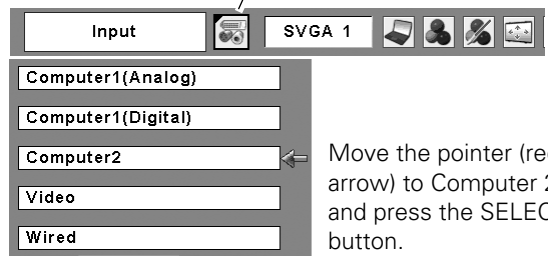 Input
SVGA 1
Computer1(Analog)
Computer1(Digital)
Computer2
Video
Wired
Move the pointer
arrow) to Computer
and press the
button.